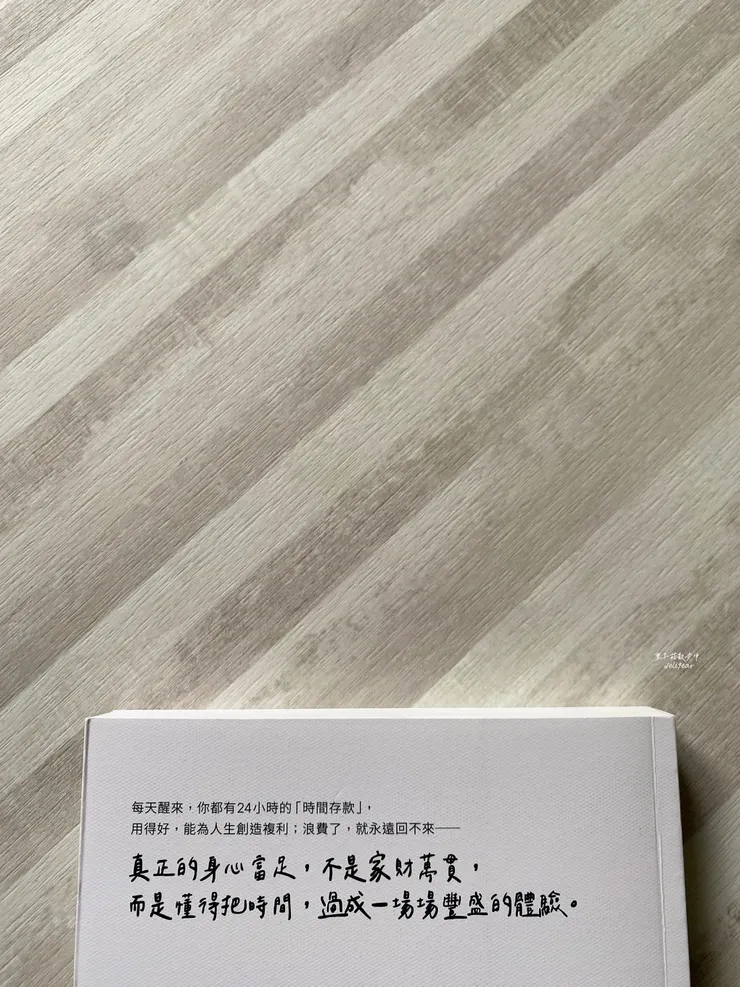 每天醒來，你都有24小時的「時間存款」，
用得好，能為人生創造複利；浪費了，就永遠回不來——
真正的身心富足，不是家財萬貫，
而是懂得把時間，過成一場場豐盛的體驗。